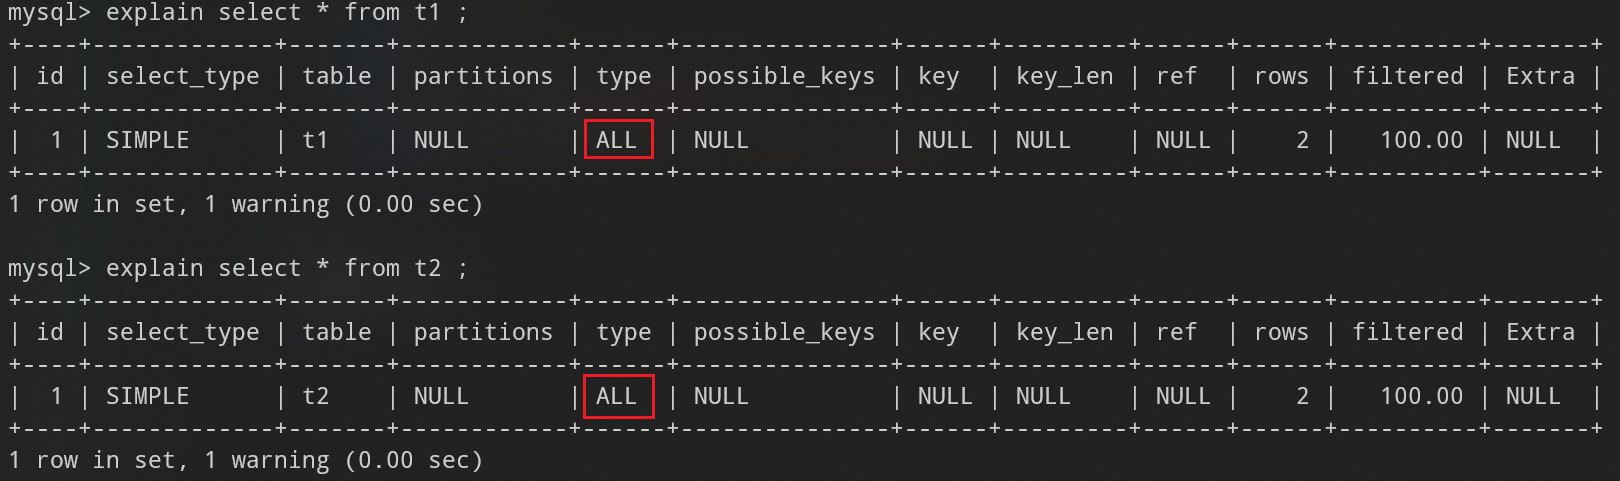 mysql> explain select * from t1 ;
+----+-------------+-------+------------+------+---------------+------+---------+------+------+----------+-------+
| id | select_type | table | partitions | type | possible_keys | key  | key_len | ref  | rows | filtered | Extra |
+----+-------------+-------+------------+------+---------------+------+---------+------+------+----------+-------+
|  1 | SIMPLE      | t1    | NULL       | ALL  | NULL          | NULL | NULL    | NULL |    2 |   100.00 | NULL  |
+----+-------------+-------+------------+------+---------------+------+---------+------+------+----------+-------+
1 row in set, 1 warning (0.00 sec)

mysql> explain select * from t2 ;
+----+-------------+-------+------------+------+---------------+------+---------+------+------+----------+-------+
| id | select_type | table | partitions | type | possible_keys | key  | key_len | ref  | rows | filtered | Extra |
+----+-------------+-------+------------+------+---------------+------+---------+------+------+----------+-------+
|  1 | SIMPLE      | t2    | NULL       | ALL  | NULL          | NULL | NULL    | NULL |    2 |   100.00 | NULL  |
+----+-------------+-------+------------+------+---------------+------+---------+------+------+----------+-------+
1 row in set, 1 warning (0.00 sec)